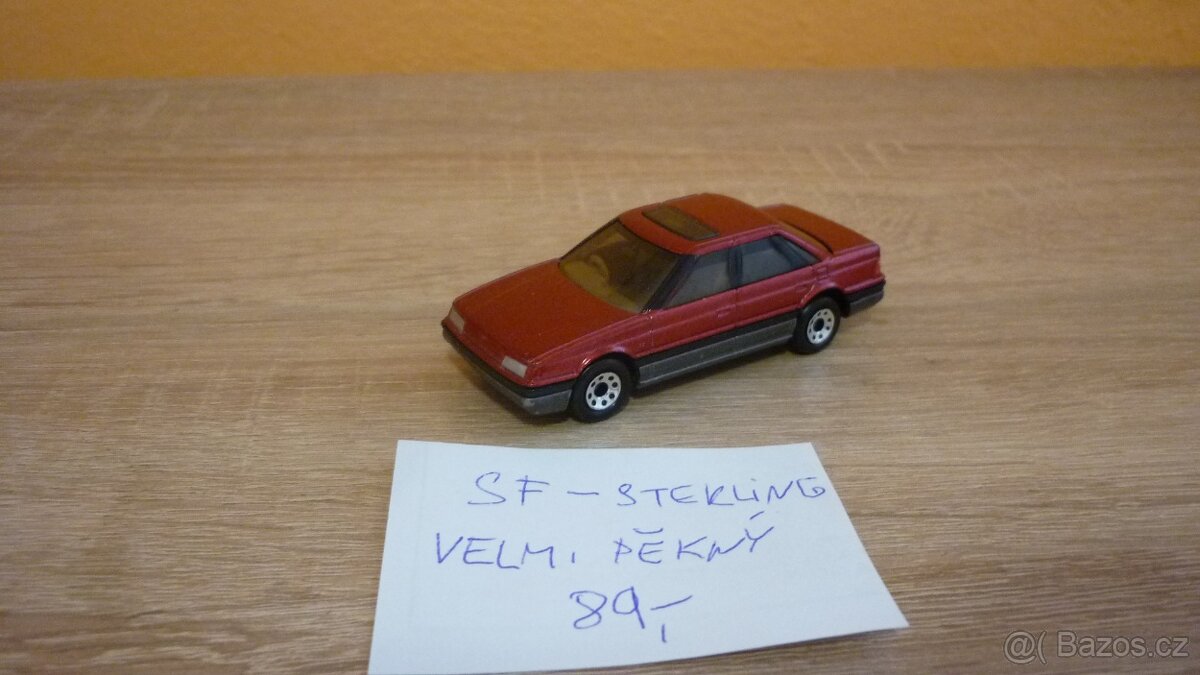 SF - STERLING
VELMI PĚKNÝ
89,-
@( Bazos.cz